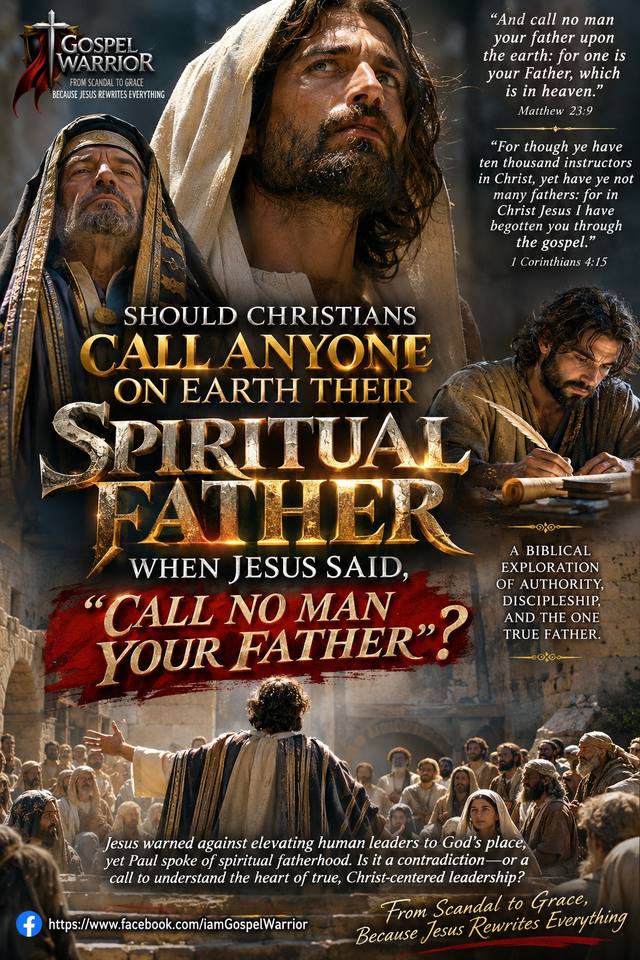 GOSPEL
WARRIOR
FROM SCANDAL TO GRACE
BECAUSE JESUS REWRITES EVERYTHING
“And call no man
your father upon
the earth: for one is
your Father, which
is in heaven.”
Matthew 23:9
“For though ye have
ten thousand instructors
in Christ, yet have ye not
many fathers: for in
Christ Jesus I have
begotten you through
the gospel.”
1 Corinthians 4:15
SHOULD CHRISTIANS
CALL ANYONE
ON EARTH THEIR
SPIRITUAL
FATHER
WHEN JESUS SAID,
“CALL NO MAN
YOUR FATHER”?
A BIBLICAL
EXPLORATION
OF AUTHORITY,
DISCIPLESHIP,
AND THE ONE
TRUE FATHER.
Jesus warned against elevating human leaders to God’s place,
yet Paul spoke of spiritual fatherhood. Is it a contradiction—or a
call to understand the heart of true, Christ-centered leadership?
https://www.facebook.com/iamGospelWarrior
From Scandal to Grace,
Because Jesus Rewrites Everything